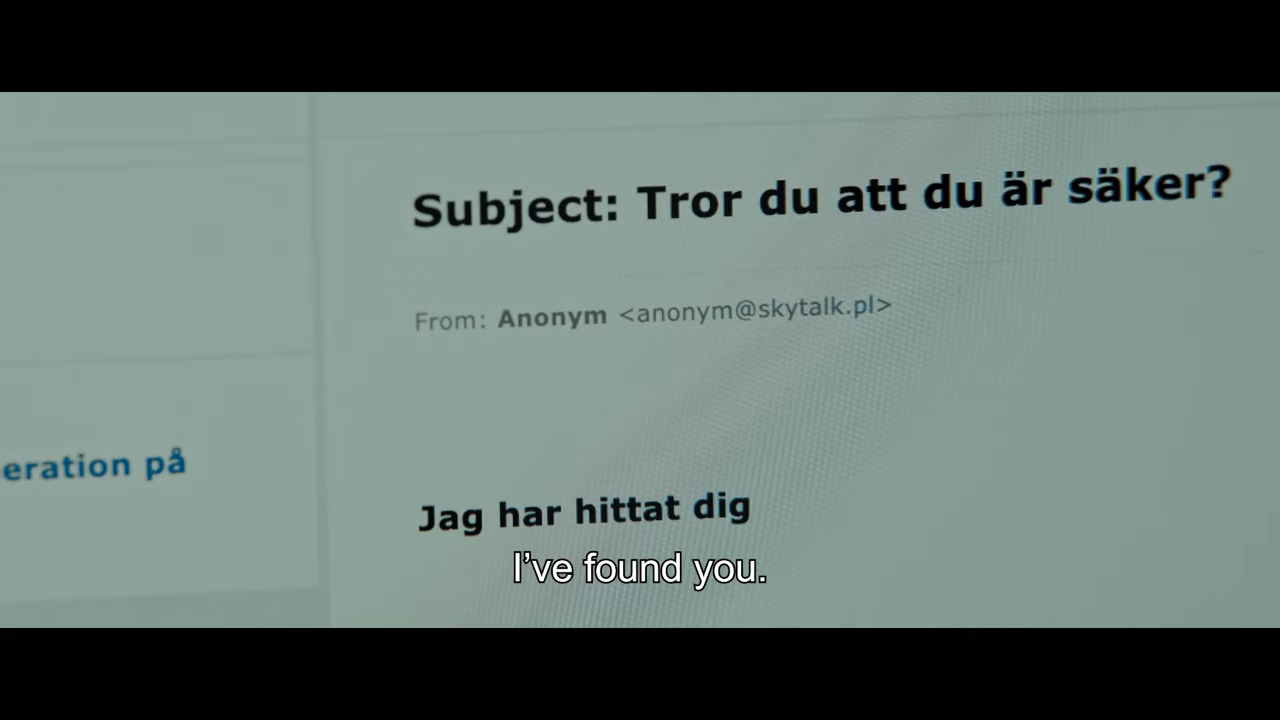 Subject: Tror du att du är säker?
From: Anonym <anonym@skytalk.pl>
eration på
Jag har hittat dig
I've found you.